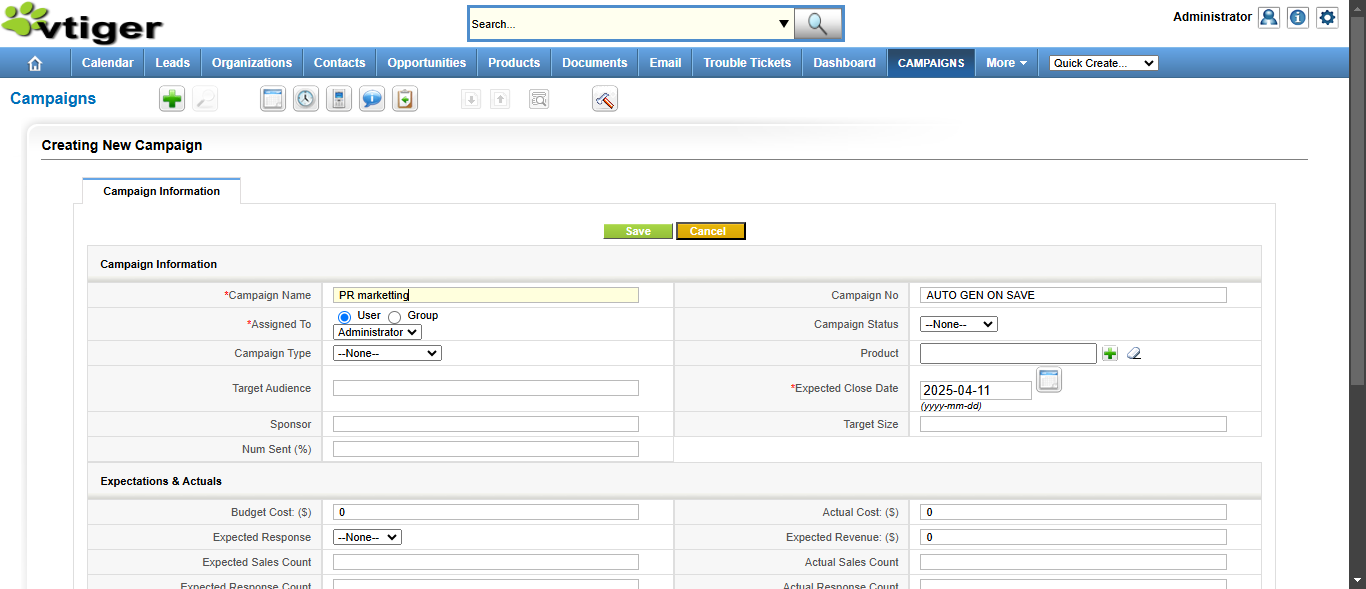 vtiger
Search...
Administrator
Calendar Leads Organizations Contacts Opportunities Products Documents Email Trouble Tickets Dashboard CAMPAIGNS More Quick Create...
Campaigns
Creating New Campaign
Campaign Information
Save Cancel
Campaign Information
*Campaign Name PR marketting Campaign No AUTO GEN ON SAVE
*Assigned To User Group Administrator Campaign Status --None--
Campaign Type --None-- Product
Target Audience *Expected Close Date 2025-04-11
(yyyy-mm-dd)
Sponsor Target Size
Num Sent (%)
Expectations & Actuals
Budget Cost: ($) 0 Actual Cost: ($) 0
Expected Response --None-- Expected Revenue: ($) 0
Expected Sales Count Actual Sales Count
Expected Response Count Actual Response Count